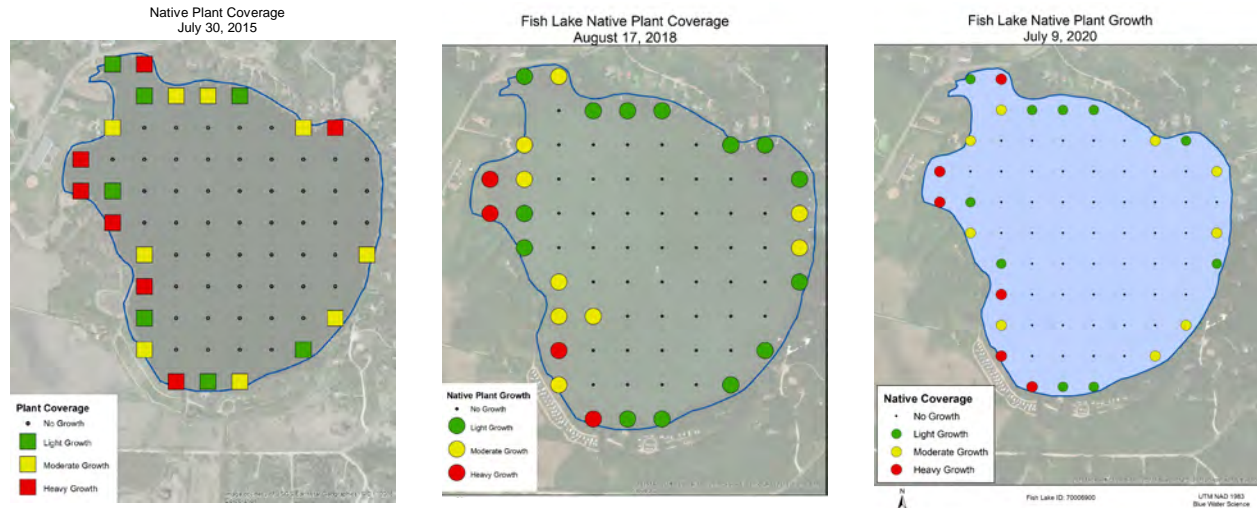 Native Plant Coverage
July 30, 2015
Plant Coverage
No Growth
Light Growth
Moderate Growth
Heavy Growth
Fish Lake Native Plant Coverage
August 17, 2018
Native Plant Growth
No Growth
Light Growth
Moderate Growth
Heavy Growth
Fish Lake Native Plant Growth
July 9, 2020
Native Coverage
No Growth
Light Growth
Moderate Growth
Heavy Growth
N
Fish Lake ID: 70006900
UTM NAD 1983
Blue Water Science